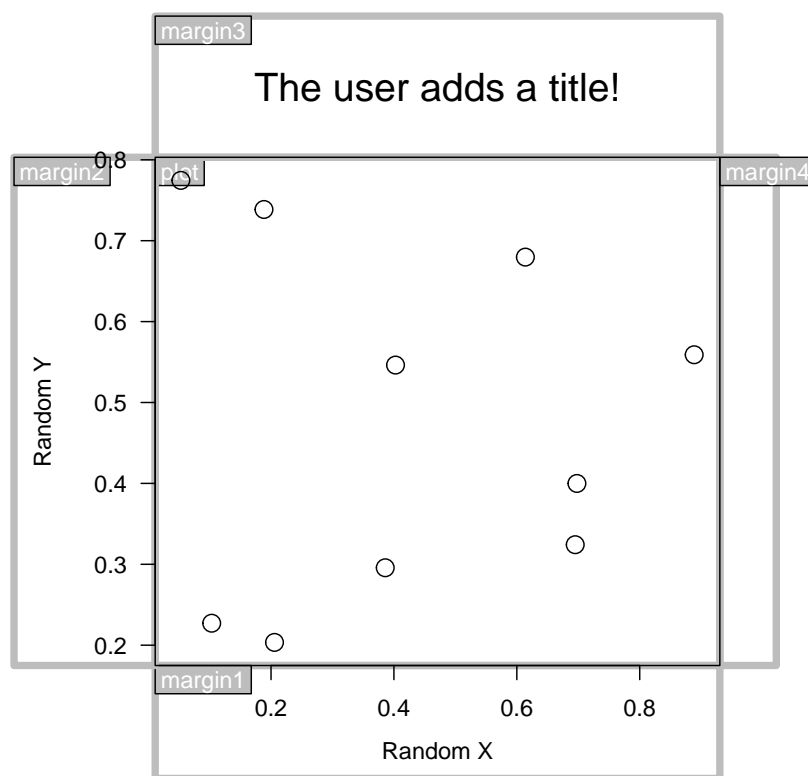 margin3
The user adds a title!
margin2
plot
margin4
0.8
0.7
0.6
0.5
0.4
0.3
0.2
Random Y
margin1
0.2 0.4 0.6 0.8
Random X